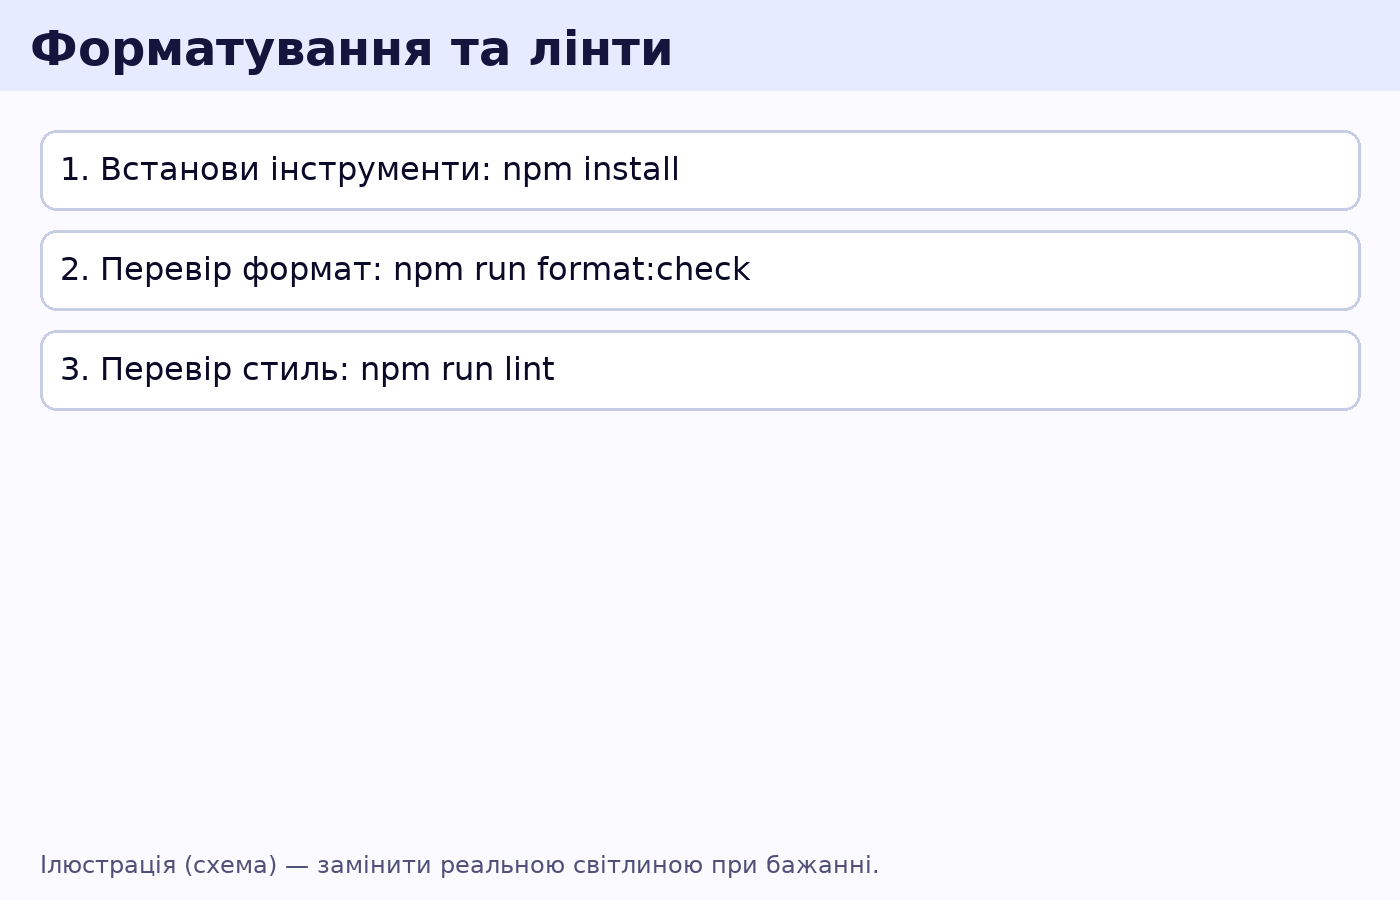 Форматування та лінти
1. Встанови інструменти: npm install
2. Перевір формат: npm run format:check
3. Перевір стиль: npm run lint
Ілюстрація (схема) — замінити реальною світлиною при бажанні.